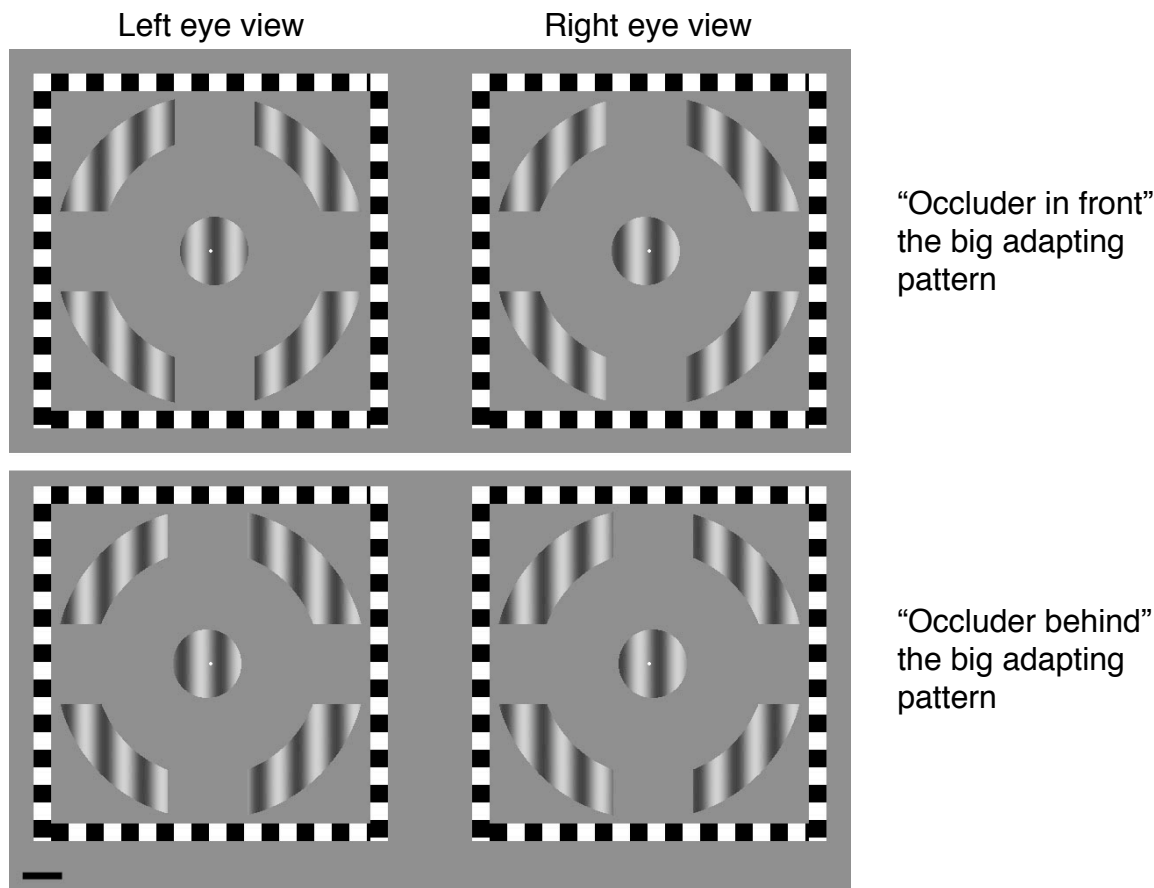 Left eye view
Right eye view
“Occluder in front”
the big adapting
pattern
“Occluder behind”
the big adapting
pattern